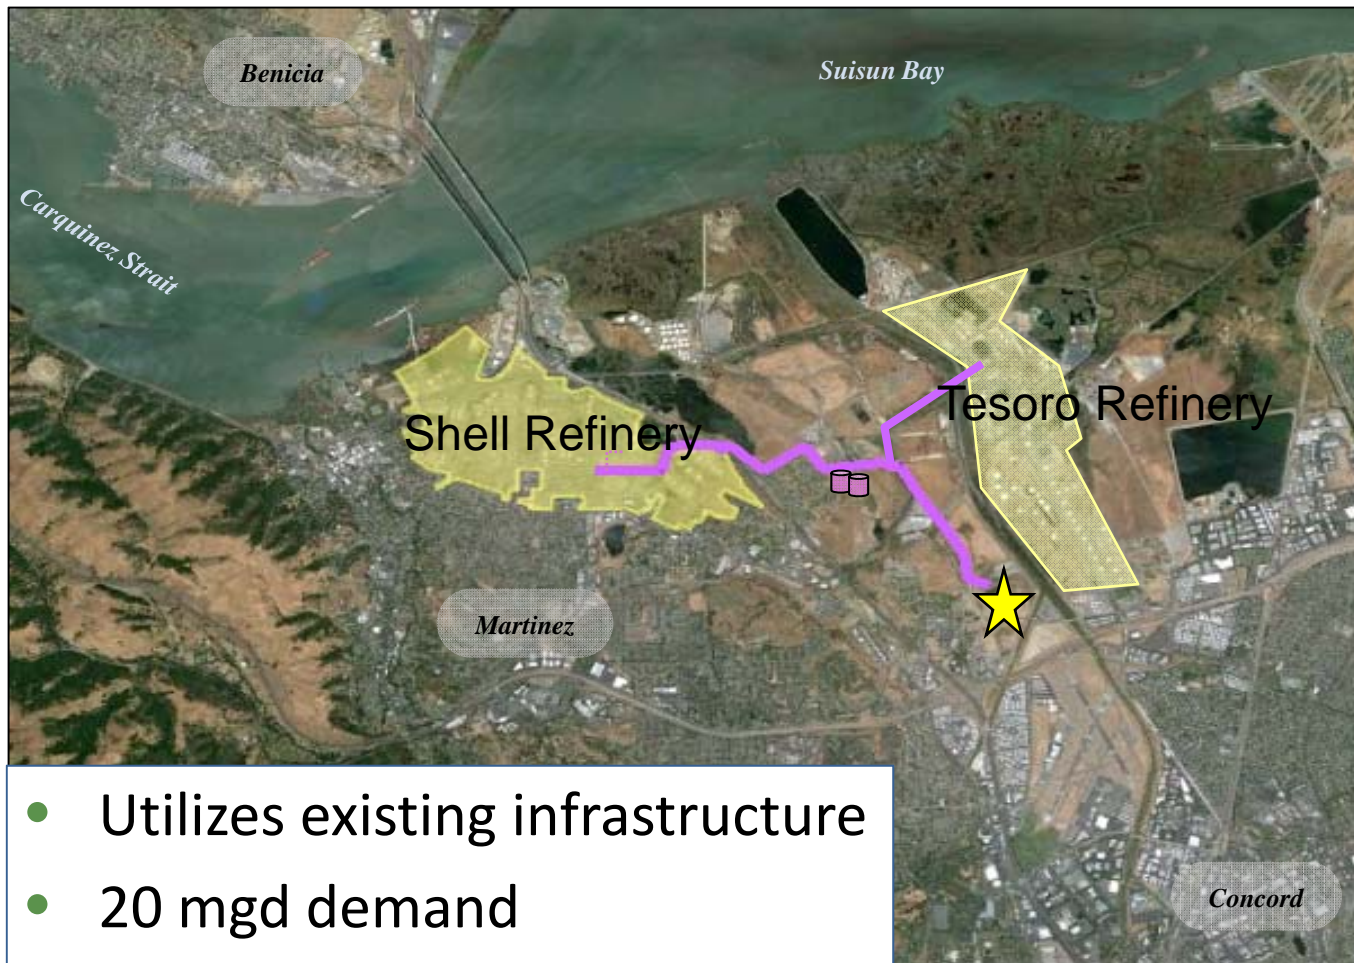 Benicia
Suisun Bay
Carquinez Strait
Shell Refinery
Tesoro Refinery
Martinez
Concord
• Utilizes existing infrastructure
• 20 mgd demand